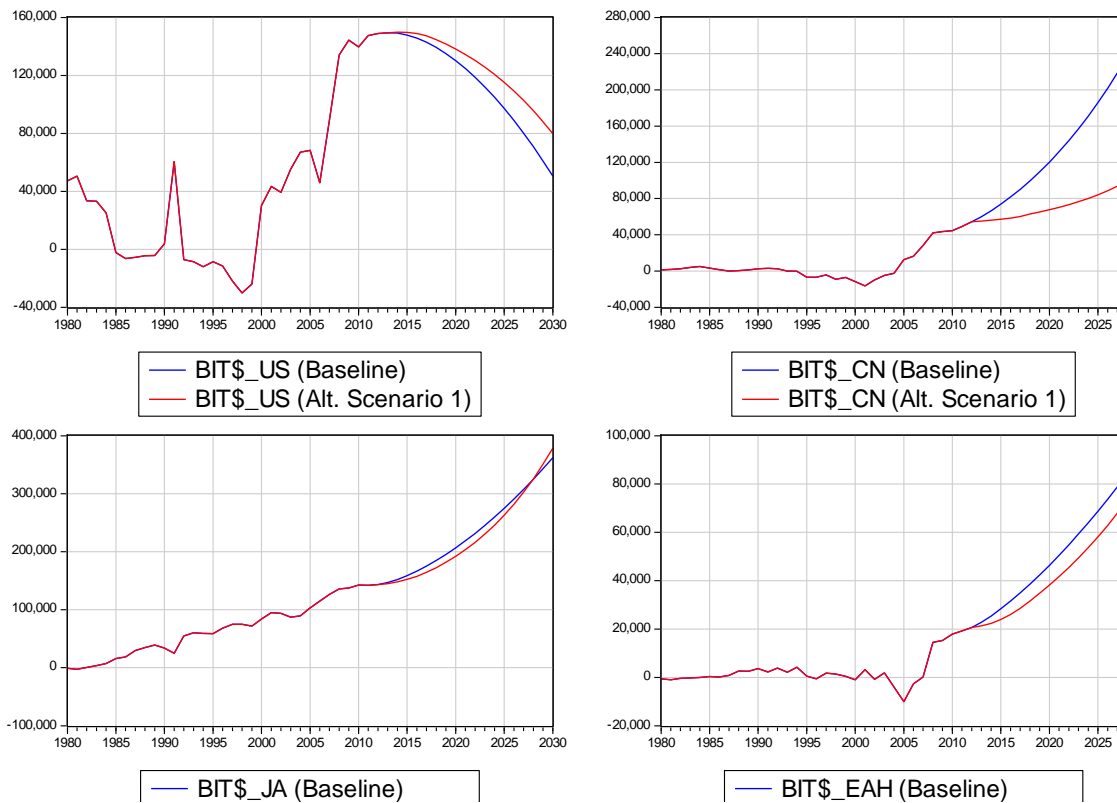 160,000
120,000
80,000
40,000
0
-40,000
1980 1985 1990 1995 2000 2005 2010 2015 2020 2025 2030
BIT$_US (Baseline)
BIT$_US (Alt. Scenario 1)
280,000
240,000
200,000
160,000
120,000
80,000
40,000
0
-40,000
1980 1985 1990 1995 2000 2005 2010 2015 2020 2025
BIT$_CN (Baseline)
BIT$_CN (Alt. Scenario 1)
400,000
300,000
200,000
100,000
0
-100,000
1980 1985 1990 1995 2000 2005 2010 2015 2020 2025 2030
BIT$_JA (Baseline)
100,000
80,000
60,000
40,000
20,000
0
-20,000
1980 1985 1990 1995 2000 2005 2010 2015 2020 2025
BIT$_EAH (Baseline)